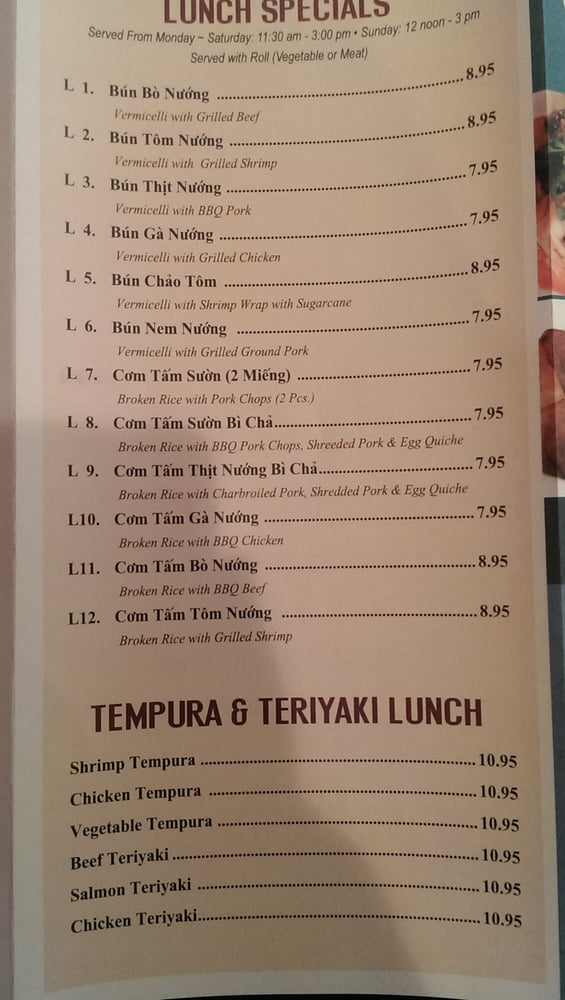 LUNCH SPECIALS
Served From Monday ~ Saturday: 11:30 am - 3:00 pm • Sunday: 12 noon - 3 pm
Served with Roll (Vegetable or Meat)
L 1. Bún Bò Nướng 8.95
Vermicelli with Grilled Beef
L 2. Bún Tôm Nướng 8.95
Vermicelli with Grilled Shrimp
L 3. Bún Thịt Nướng 7.95
Vermicelli with BBQ Pork
L 4. Bún Gà Nướng 7.95
Vermicelli with Grilled Chicken
L 5. Bún Chảo Tôm 8.95
Vermicelli with Shrimp Wrap with Sugarcane
L 6. Bún Nem Nướng 7.95
Vermicelli with Grilled Ground Pork
L 7. Cơm Tấm Sườn (2 Miếng) 7.95
Broken Rice with Pork Chops (2 Pcs.)
L 8. Cơm Tấm Sườn Bì Chả 7.95
Broken Rice with BBQ Pork Chops, Shreeded Pork & Egg Quiche
L 9. Cơm Tấm Thịt Nướng Bì Chả 7.95
Broken Rice with Charbroiled Pork, Shredded Pork & Egg Quiche
L10. Cơm Tấm Gà Nướng 7.95
Broken Rice with BBQ Chicken
L11. Cơm Tấm Bò Nướng 8.95
Broken Rice with BBQ Beef
L12. Cơm Tấm Tôm Nướng 8.95
Broken Rice with Grilled Shrimp
TEMPURA & TERIYAKI LUNCH
Shrimp Tempura 10.95
Chicken Tempura 10.95
Vegetable Tempura 10.95
Beef Teriyaki 10.95
Salmon Teriyaki 10.95
Chicken Teriyaki 10.95